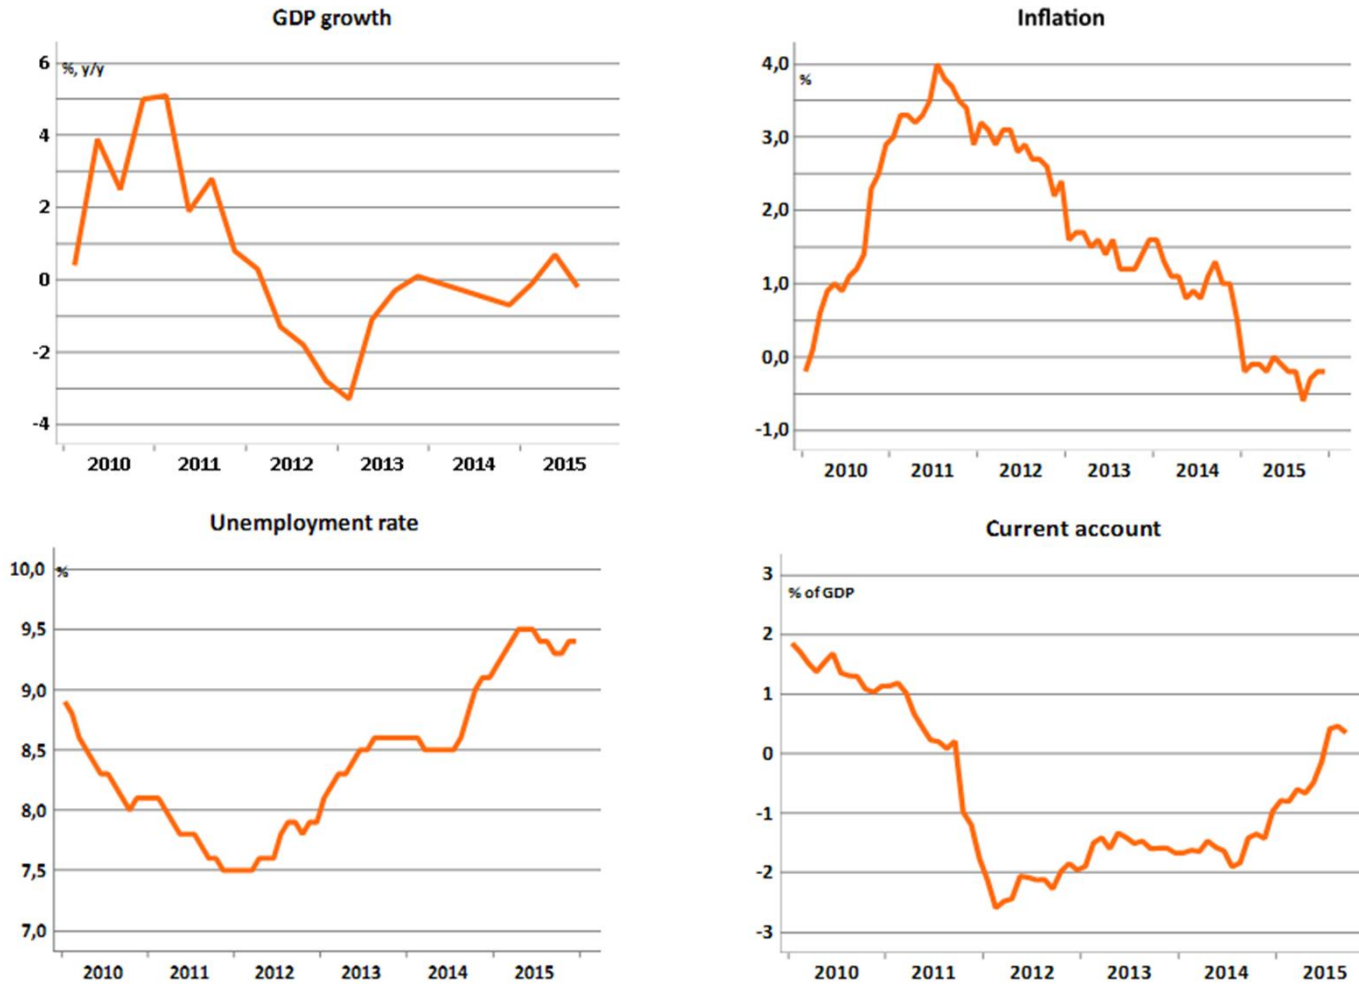 GDP growth
%, y/y
6
4
2
0
-2
-4
2010 2011 2012 2013 2014 2015
Inflation
%
4,0
3,0
2,0
1,0
0,0
-1,0
2010 2011 2012 2013 2014 2015
Unemployment rate
%
10,0
9,5
9,0
8,5
8,0
7,5
7,0
2010 2011 2012 2013 2014 2015
Current account
% of GDP
3
2
1
0
-1
-2
-3
2010 2011 2012 2013 2014 2015